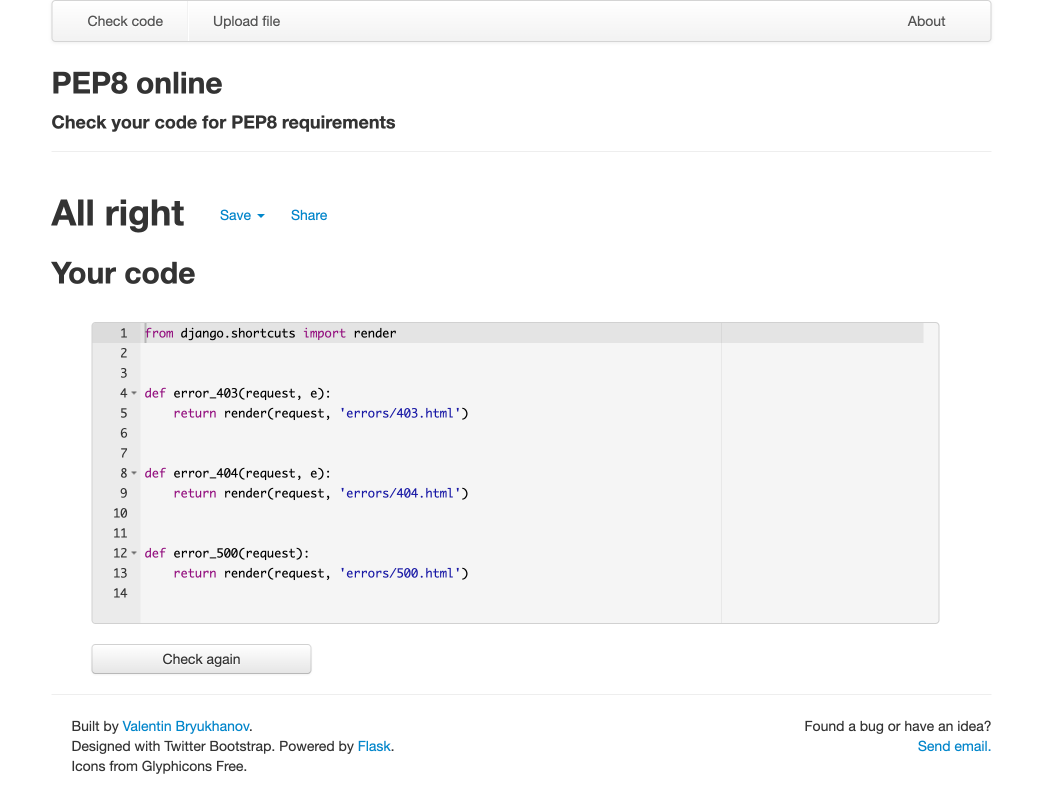 Check code Upload file About
PEP8 online
Check your code for PEP8 requirements
All right Save Share
Your code
1 from django.shortcuts import render
2
3
4 def error_403(request, e):
5     return render(request, 'errors/403.html')
6
7
8 def error_404(request, e):
9     return render(request, 'errors/404.html')
10
11
12 def error_500(request):
13     return render(request, 'errors/500.html')
14
Check again
Built by Valentin Bryukhanov. Found a bug or have an idea?
Designed with Twitter Bootstrap. Powered by Flask. Send email.
Icons from Glyphicons Free.